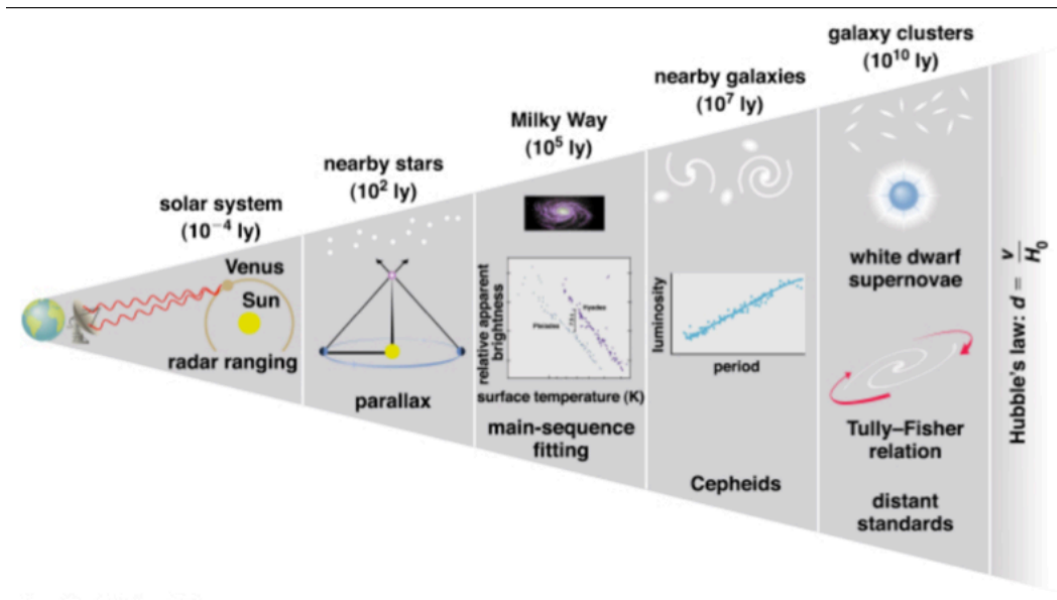 solar system
(10⁻⁴ ly)
Venus
Sun
radar ranging
nearby stars
(10² ly)
parallax
Milky Way
(10⁵ ly)
relative apparent
brightness
Pleiades
Hyades
surface temperature (K)
main-sequence
fitting
nearby galaxies
(10⁷ ly)
luminosity
period
Cepheids
galaxy clusters
(10¹⁰ ly)
white dwarf
supernovae
Tully–Fisher
relation
distant
standards
Hubble's law: d = v/H₀